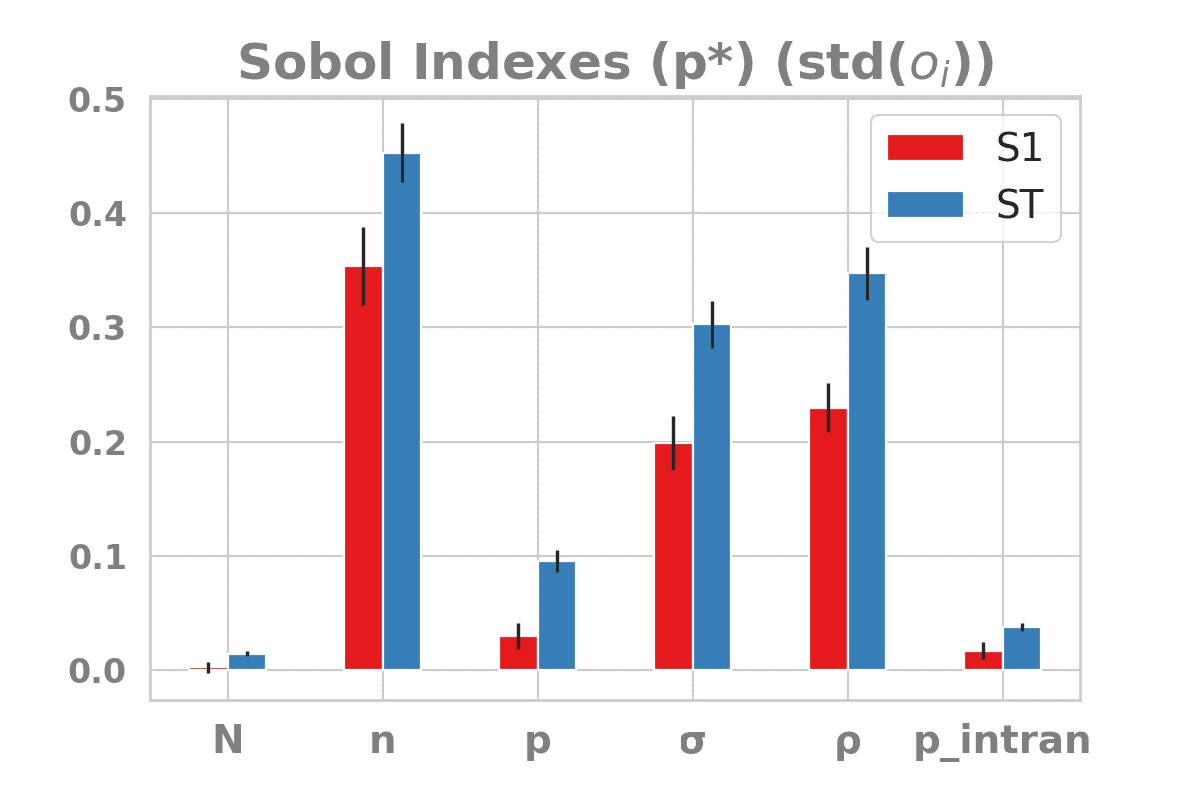 Sobol Indexes (p*) (std(oᵢ))
0.5
0.4
0.3
0.2
0.1
0.0
S1
ST
N n p σ ρ p_intran